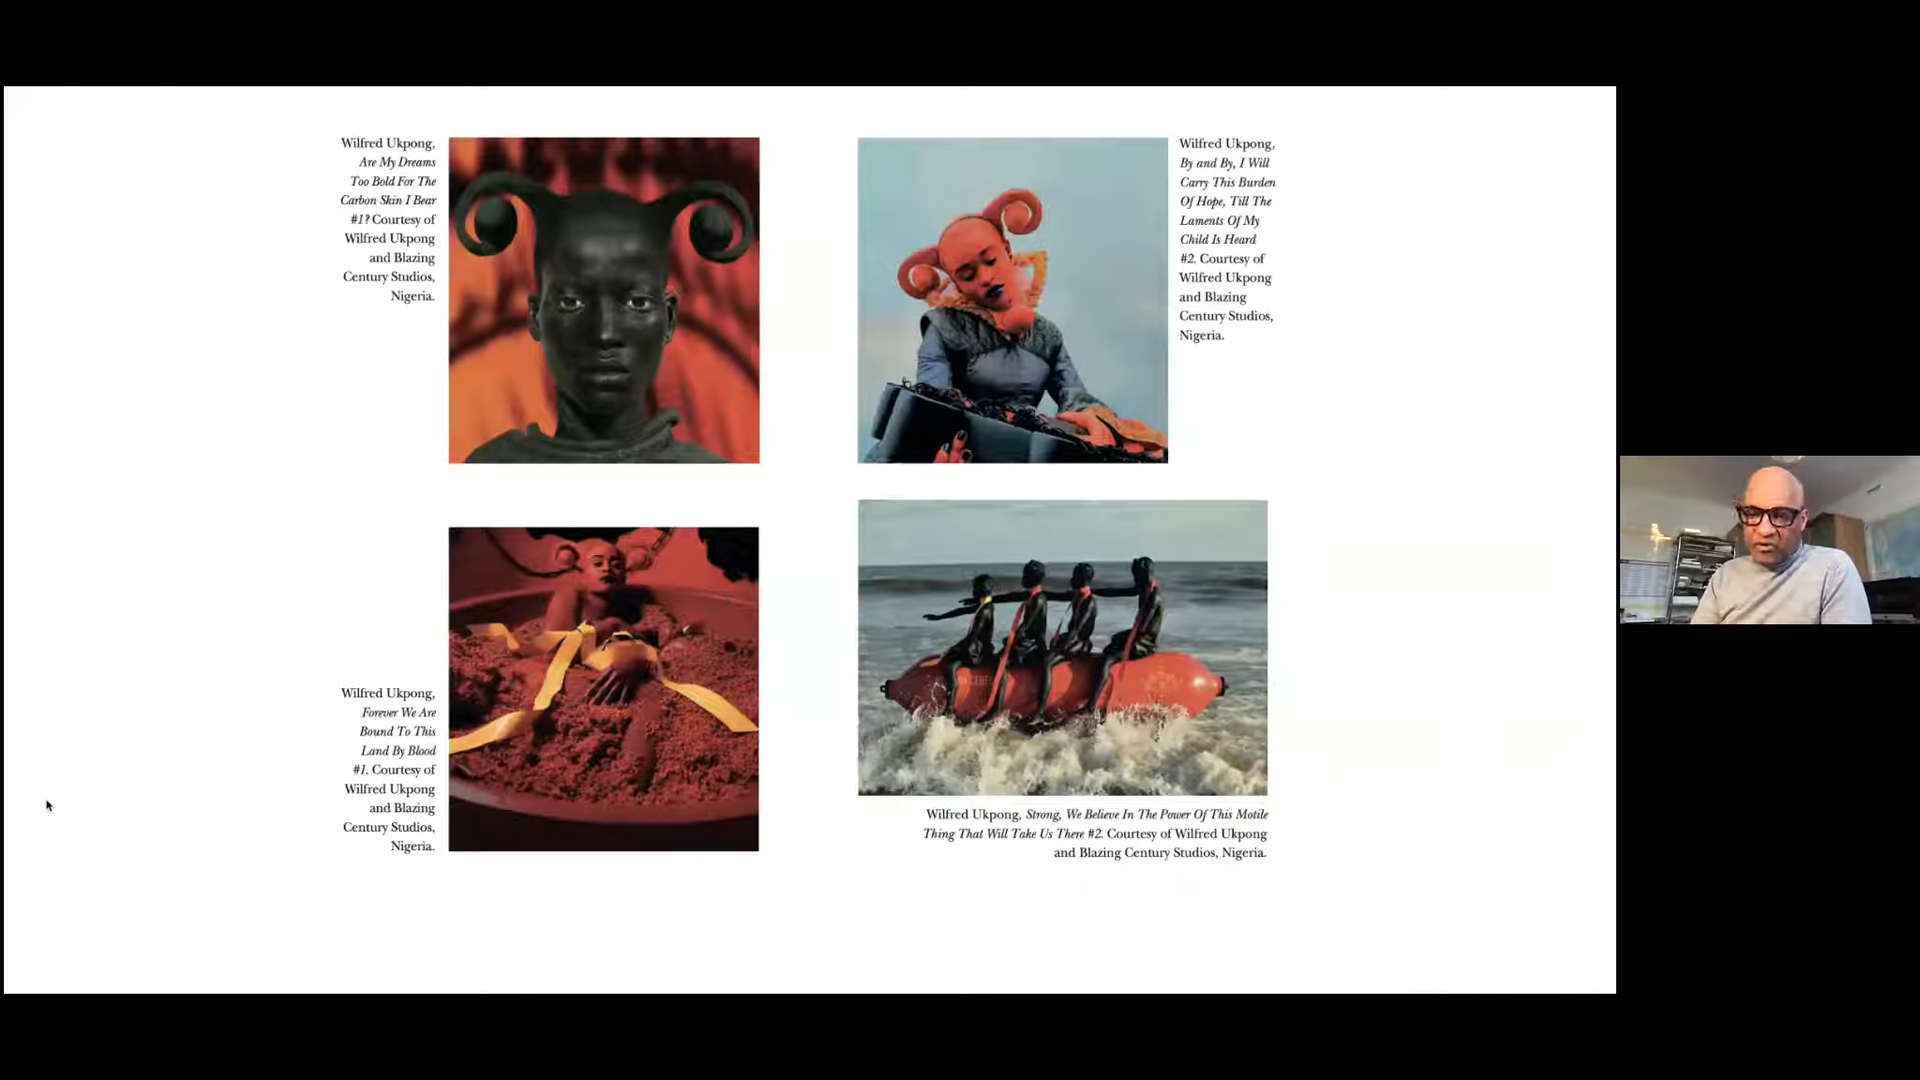 Wilfred Ukpong,
Are My Dreams
Too Bold For The
Carbon Skin I Bear
#1? Courtesy of
Wilfred Ukpong
and Blazing
Century Studios,
Nigeria.
Wilfred Ukpong,
By and By, I Will
Carry This Burden
Of Hope, Till The
Laments Of My
Child Is Heard
#2. Courtesy of
Wilfred Ukpong
and Blazing
Century Studios,
Nigeria.
Wilfred Ukpong,
Forever We Are
Bound To This
Land By Blood
#1. Courtesy of
Wilfred Ukpong
and Blazing
Century Studios,
Nigeria.
Wilfred Ukpong, Strong, We Believe In The Power Of This Motile
Thing That Will Take Us There #2. Courtesy of Wilfred Ukpong
and Blazing Century Studios, Nigeria.